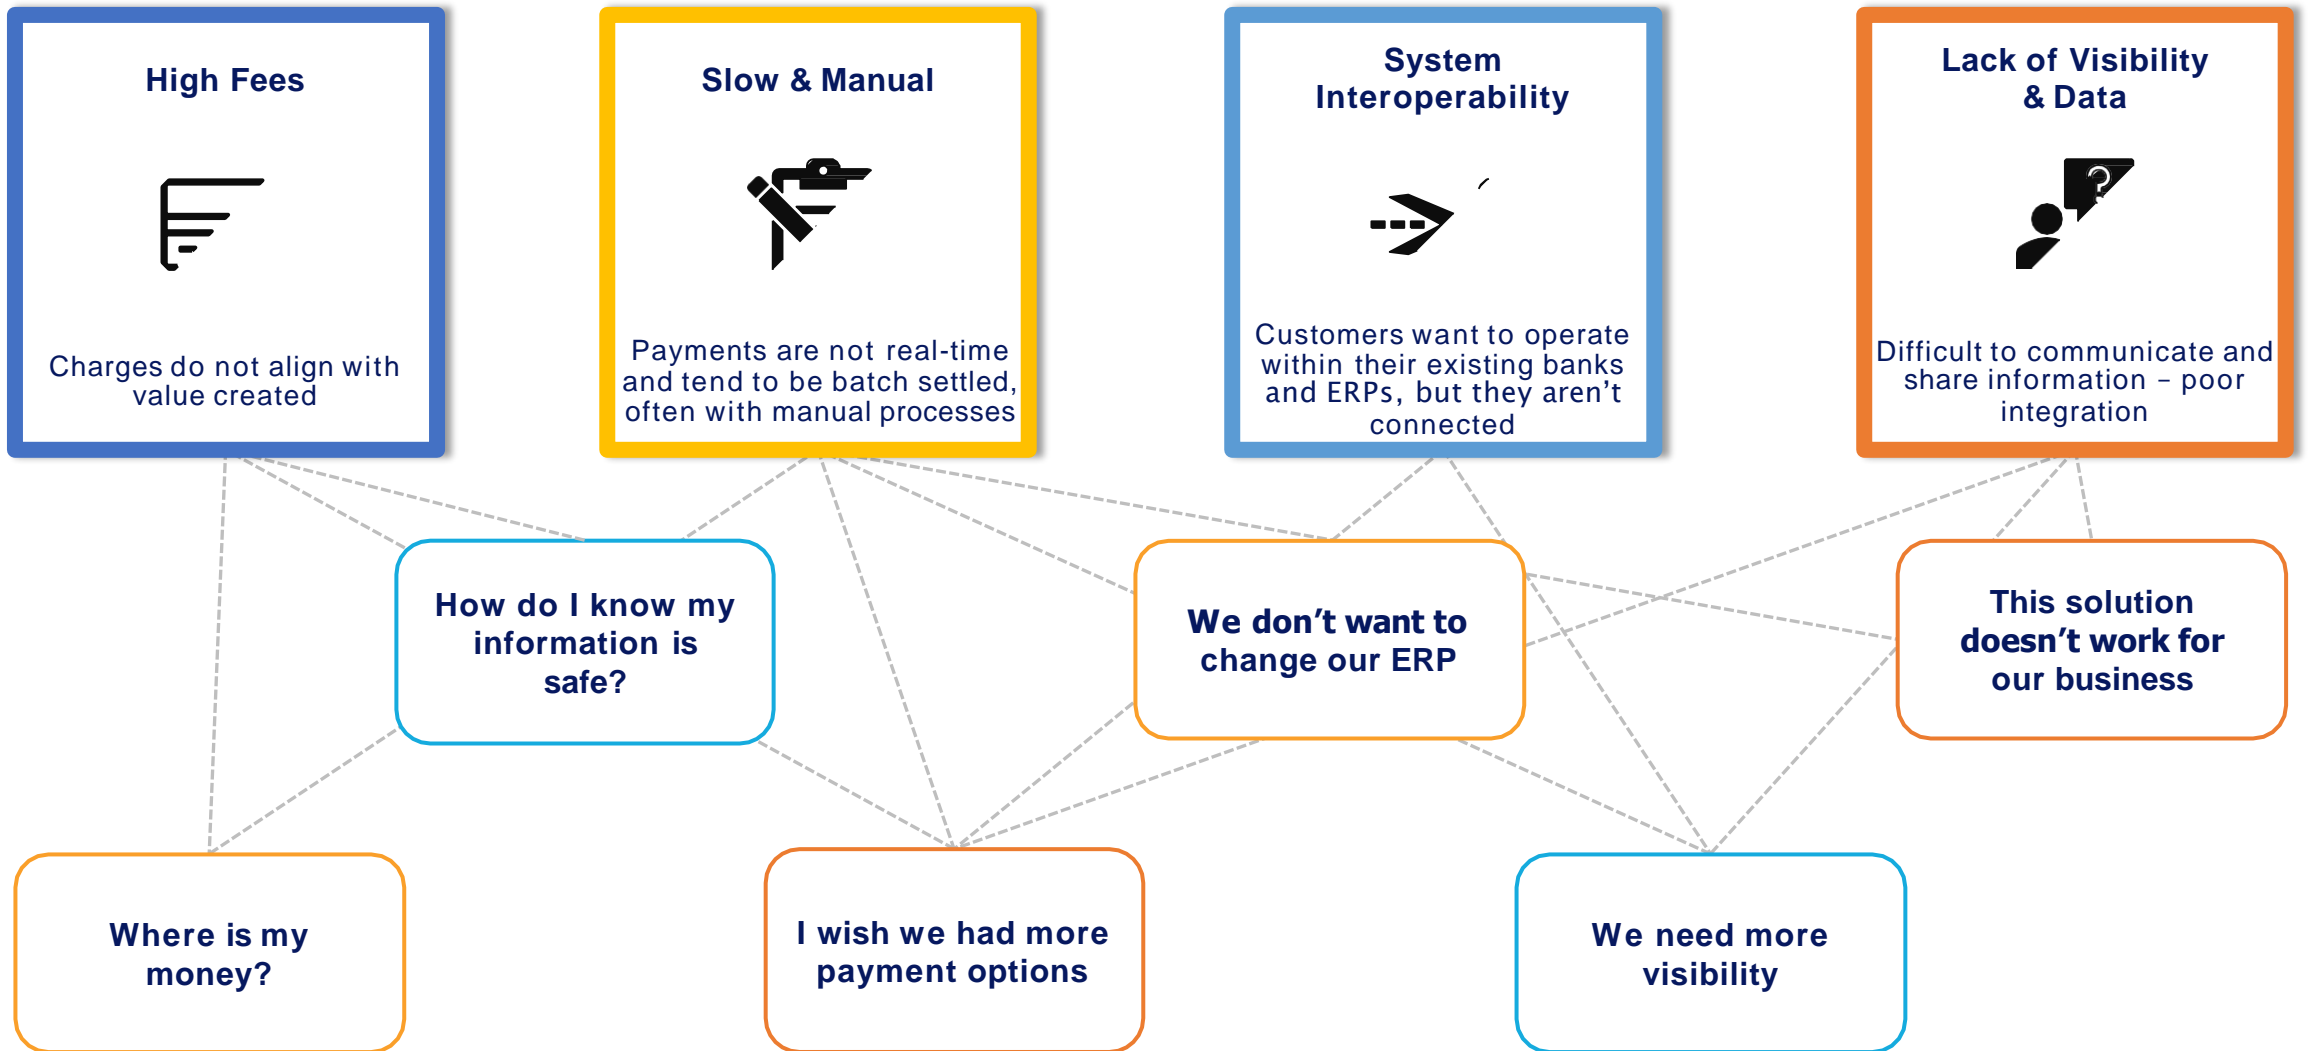 High Fees
Charges do not align with
value created
Slow & Manual
Payments are not real-time
and tend to be batch settled,
often with manual processes
System
Interoperability
Customers want to operate
within their existing banks
and ERPs, but they aren’t
connected
Lack of Visibility
& Data
?
Difficult to communicate and
share information – poor
integration
How do I know my
information is
safe?
We don’t want to
change our ERP
This solution
doesn’t work for
our business
Where is my
money?
I wish we had more
payment options
We need more
visibility